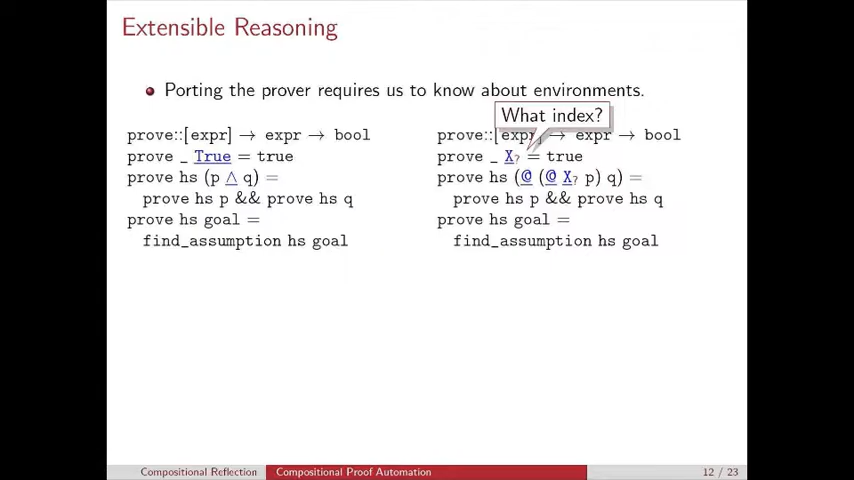 Extensible Reasoning
Porting the prover requires us to know about environments.
What index?
prove::[expr] → expr → bool
prove _ True = true
prove hs (p ∧ q) =
prove hs p && prove hs q
prove hs goal =
find_assumption hs goal
prove::[expr] → expr → bool
prove _ X? = true
prove hs (@ (@ X? p) q) =
prove hs p && prove hs q
prove hs goal =
find_assumption hs goal
Compositional Reflection
Compositional Proof Automation
12 / 23